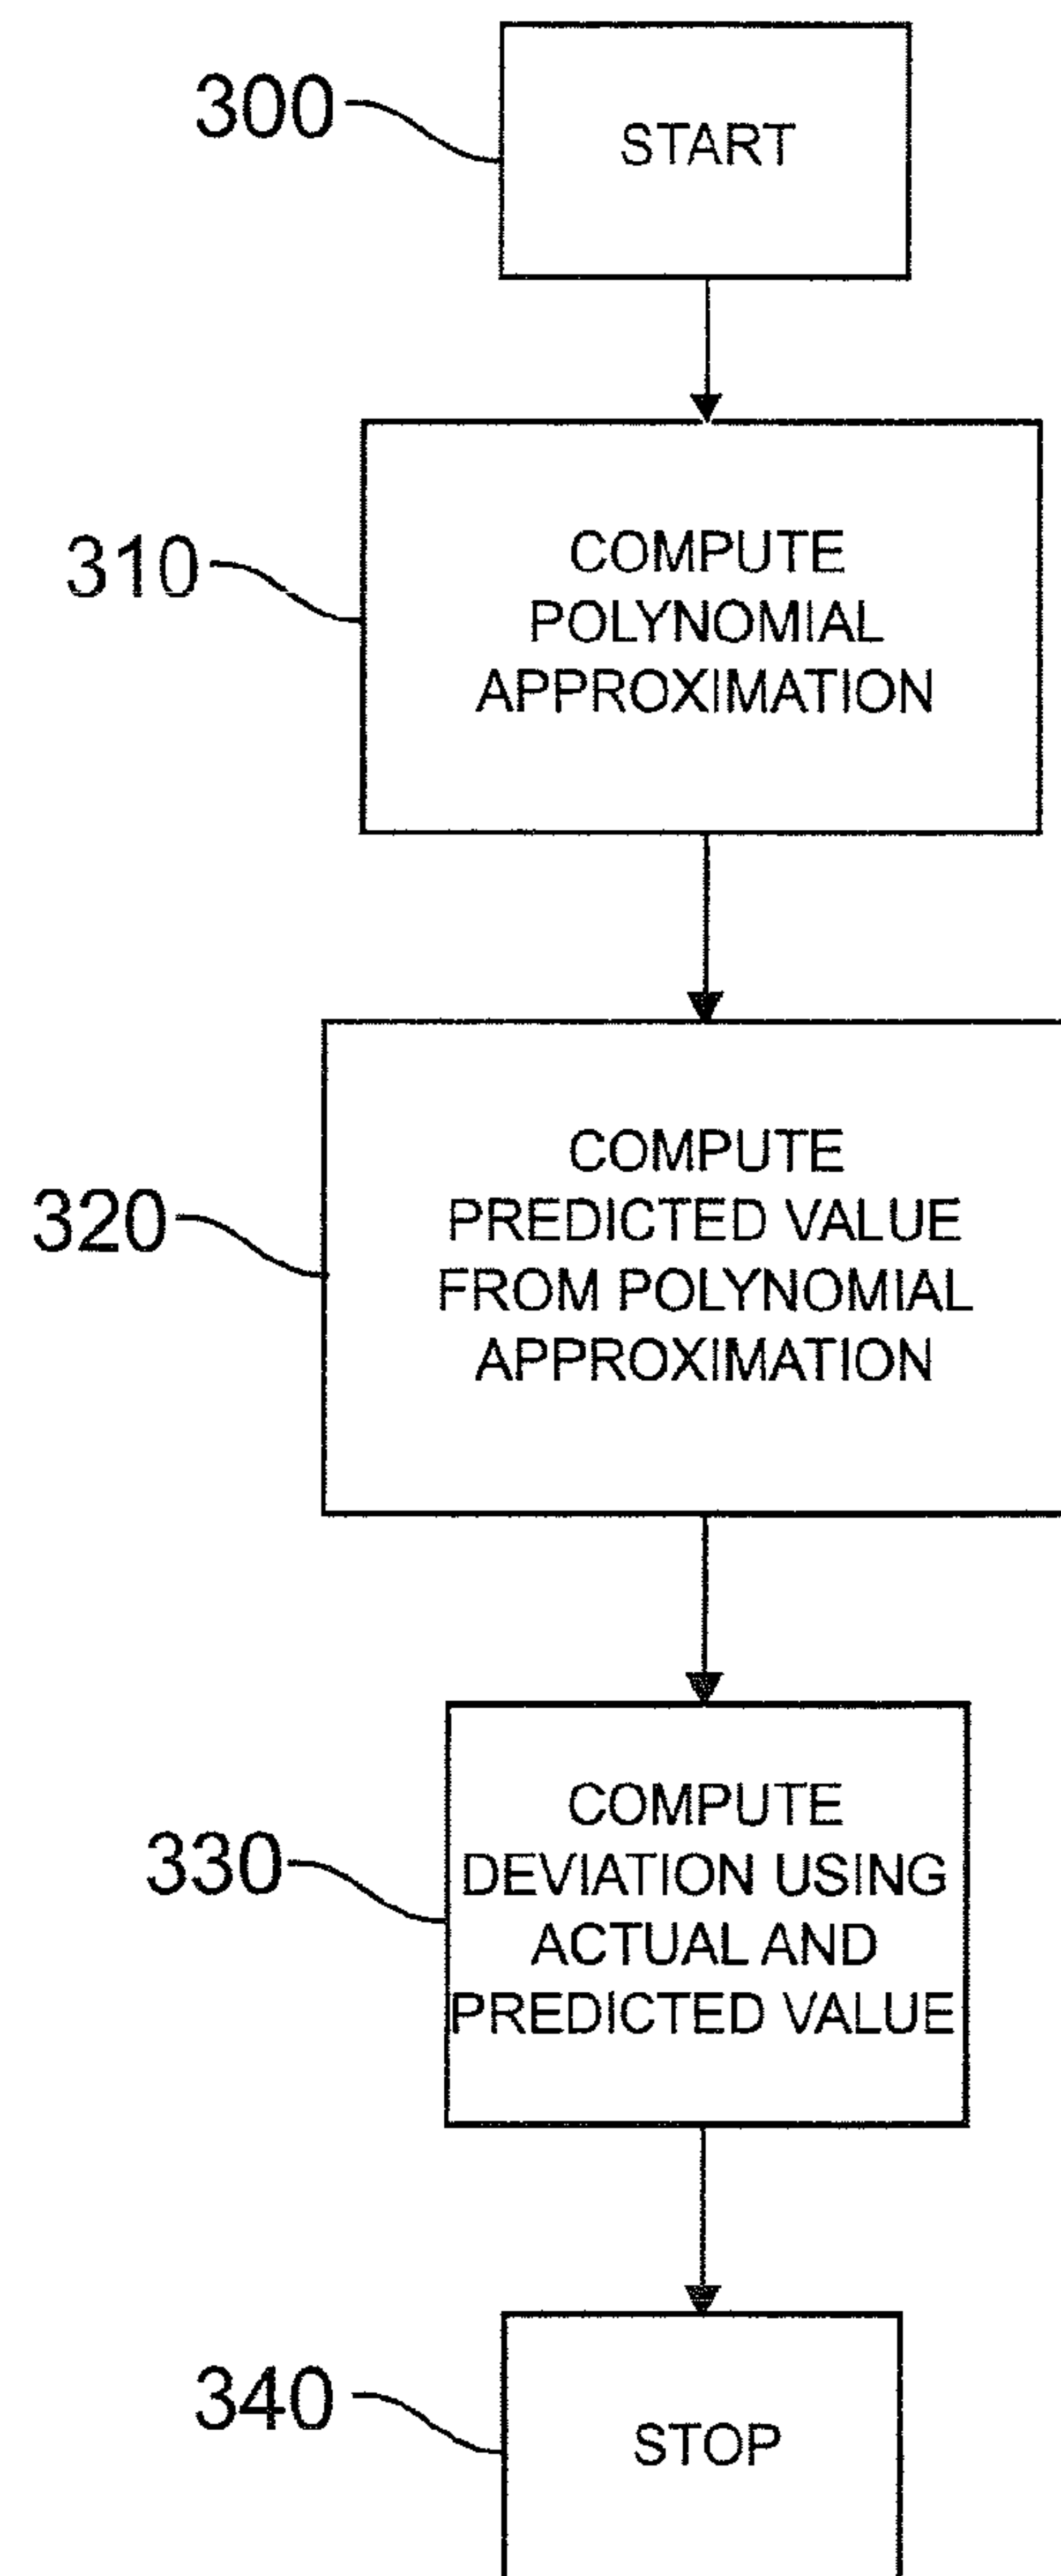 300
START
310
COMPUTE
POLYNOMIAL
APPROXIMATION
320
COMPUTE
PREDICTED VALUE
FROM POLYNOMIAL
APPROXIMATION
330
COMPUTE
DEVIATION USING
ACTUAL AND
PREDICTED VALUE
340
STOP